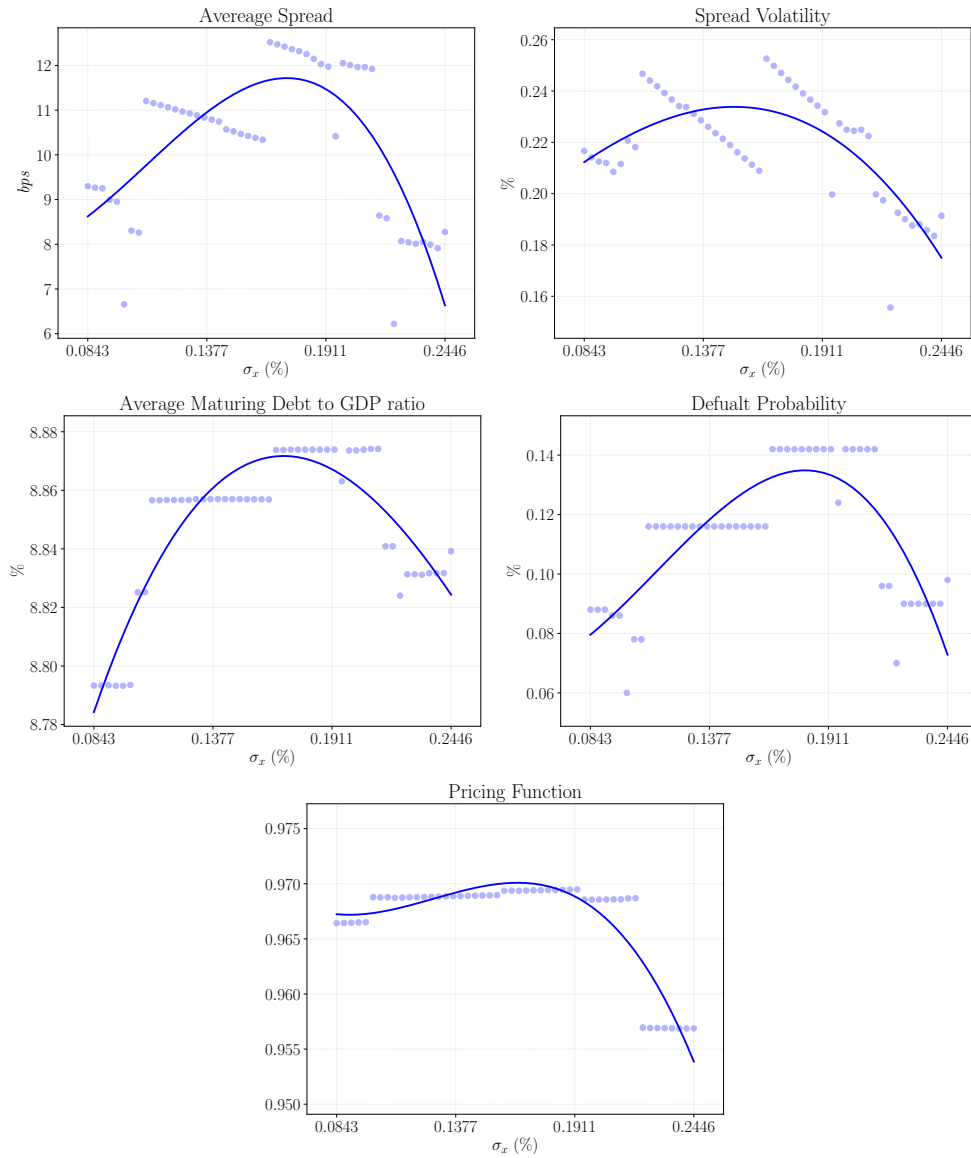 Avereage Spread
12
11
10
9
8
7
6
bps
0.0843 0.1377 0.1911 0.2446
σx (%)
Spread Volatility
0.26
0.24
0.22
0.20
0.18
0.16
%
0.0843 0.1377 0.1911 0.2446
σx (%)
Average Maturing Debt to GDP ratio
8.88
8.86
8.84
8.82
8.80
8.78
%
0.0843 0.1377 0.1911 0.2446
σx (%)
Defualt Probability
0.14
0.12
0.10
0.08
0.06
%
0.0843 0.1377 0.1911 0.2446
σx (%)
Pricing Function
0.975
0.970
0.965
0.960
0.955
0.950
0.0843 0.1377 0.1911 0.2446
σx (%)